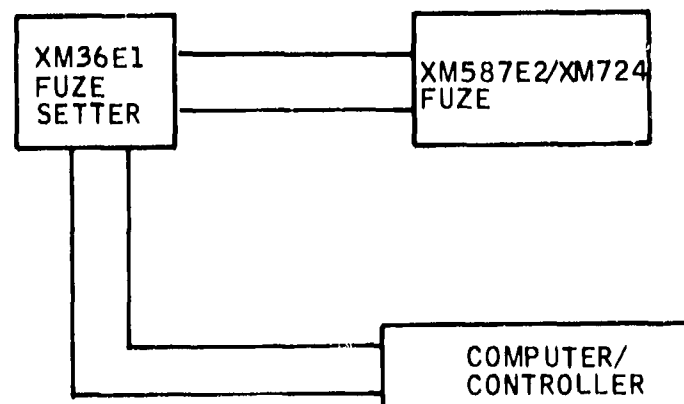 XM36E1
FUZE
SETTER
XM587E2/XM724
FUZE
COMPUTER/
CONTROLLER